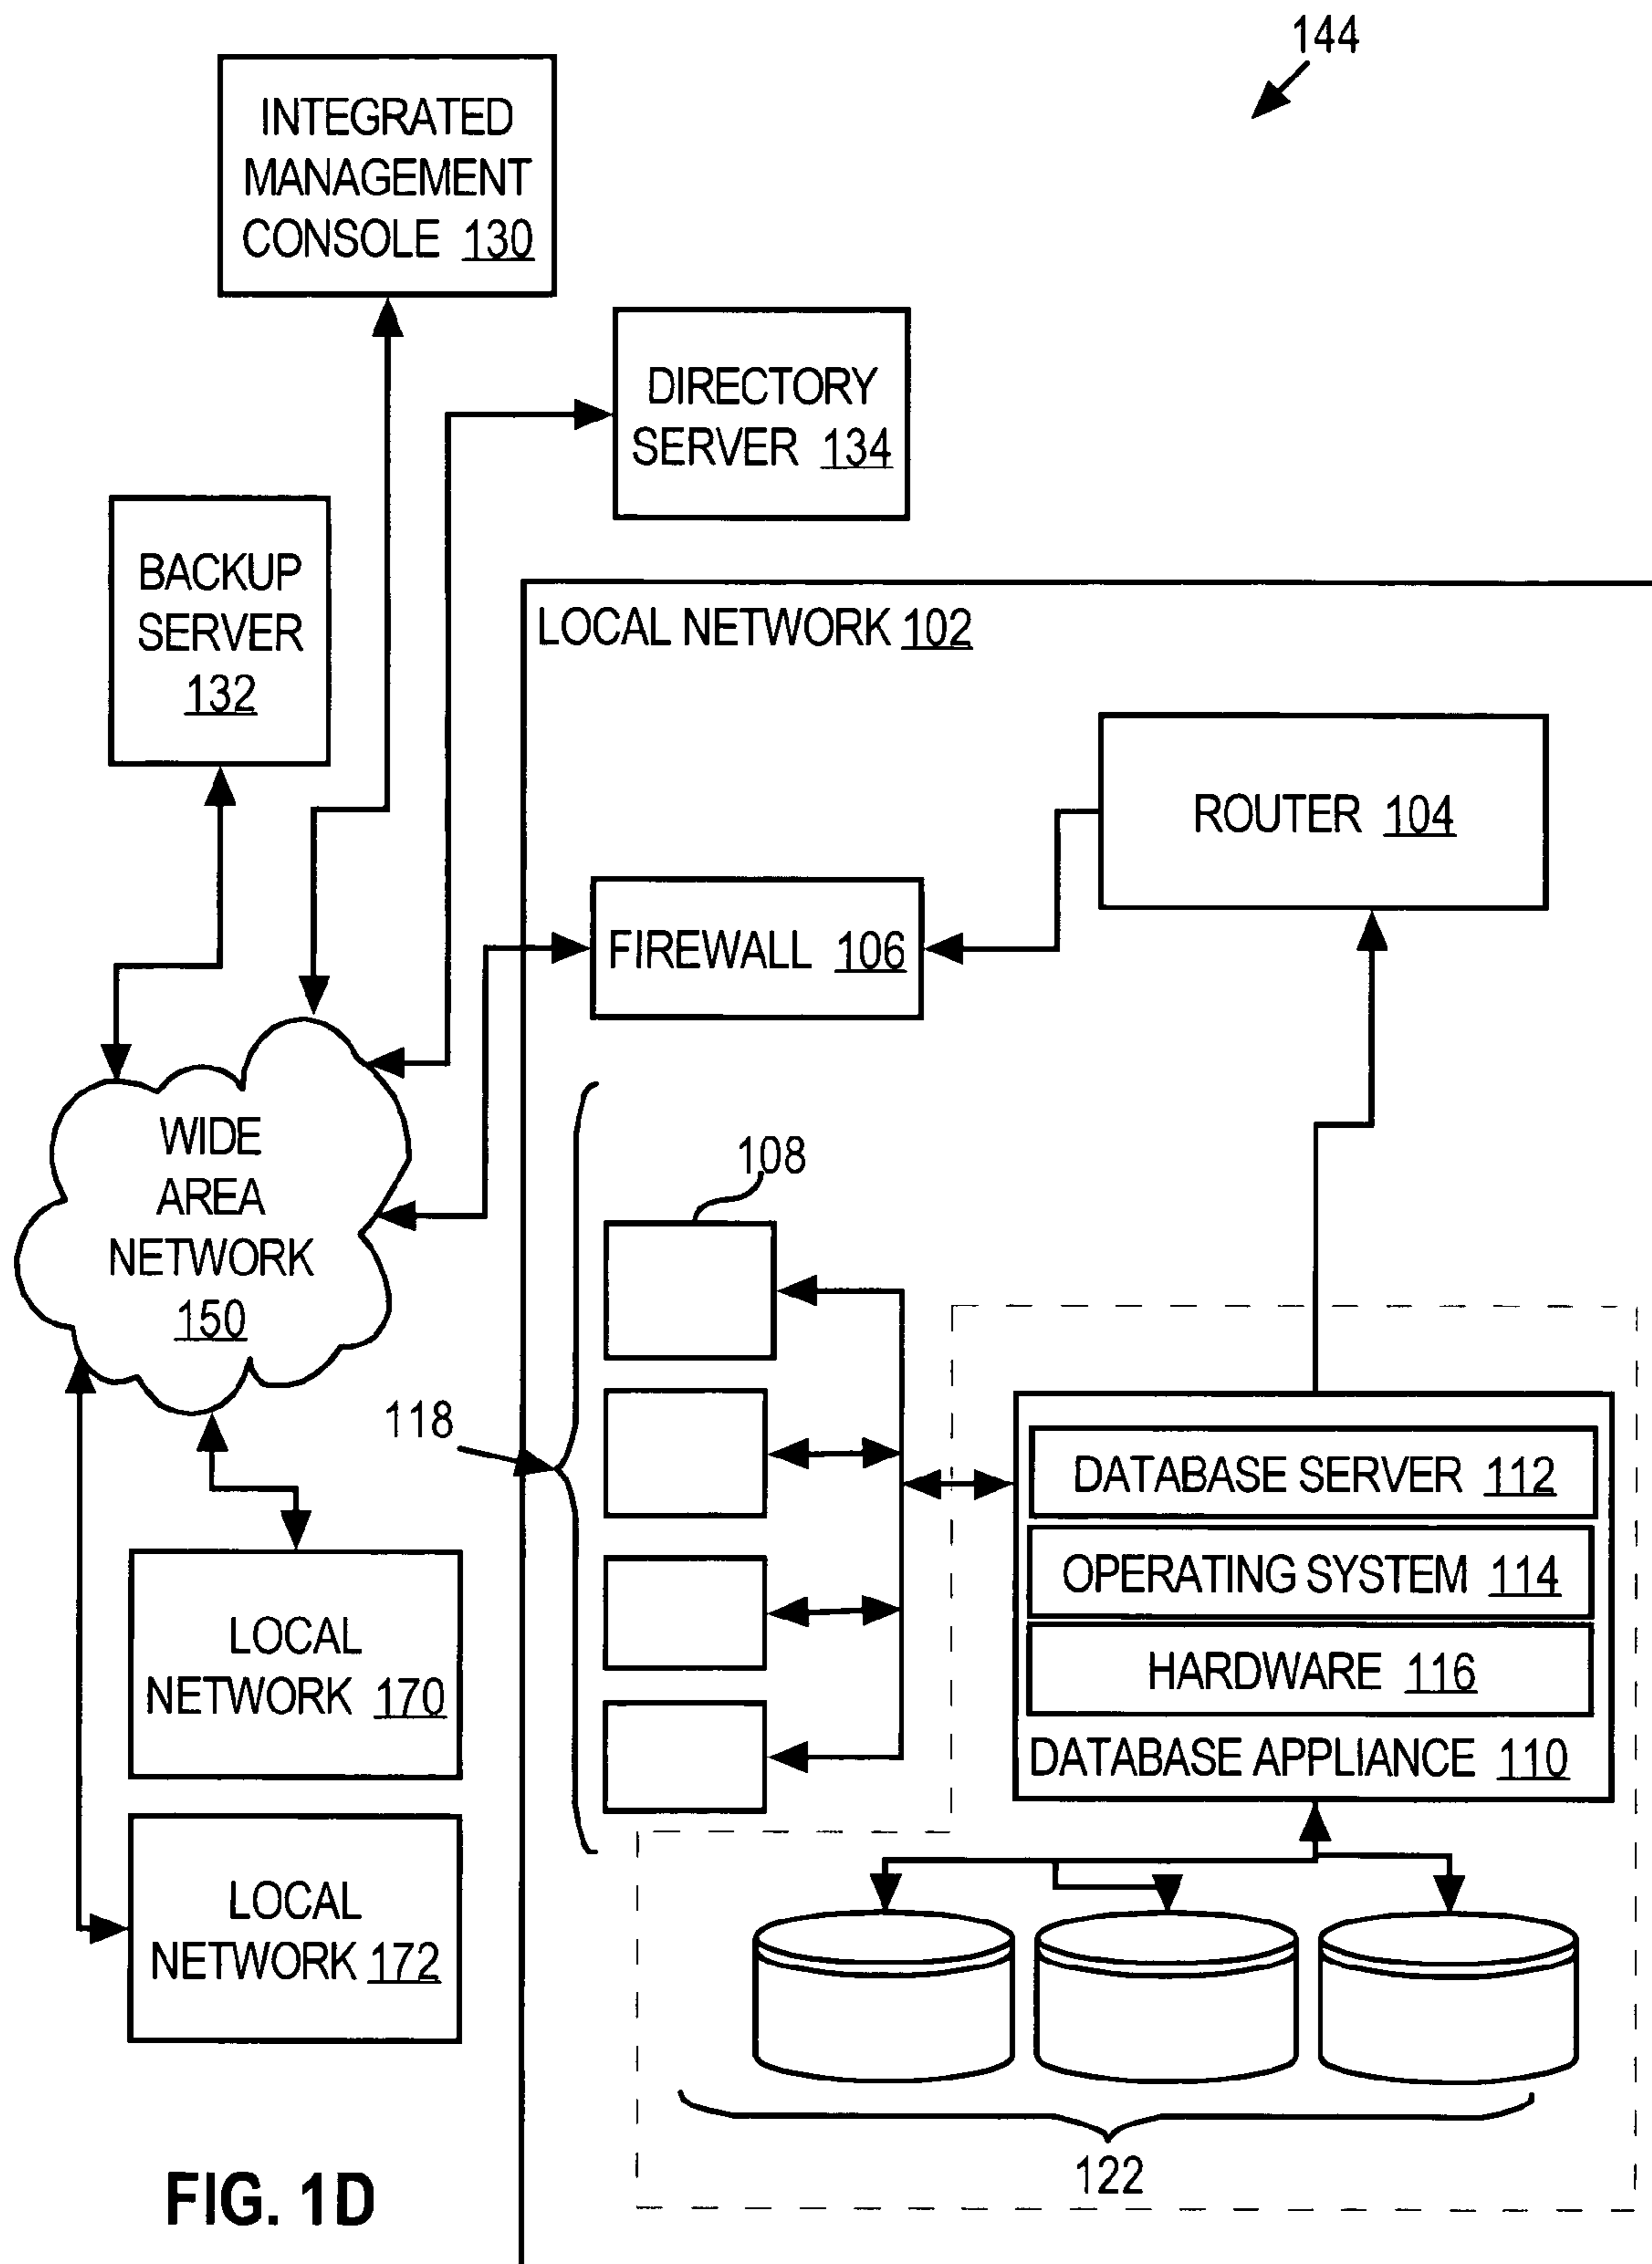 144
INTEGRATED
MANAGEMENT
CONSOLE 130
DIRECTORY
SERVER 134
BACKUP
SERVER
132
LOCAL NETWORK 102
ROUTER 104
FIREWALL 106
WIDE
AREA
NETWORK
150
108
118
DATABASE SERVER 112
OPERATING SYSTEM 114
HARDWARE 116
DATABASE APPLIANCE 110
LOCAL
NETWORK 170
LOCAL
NETWORK 172
122
FIG. 1D